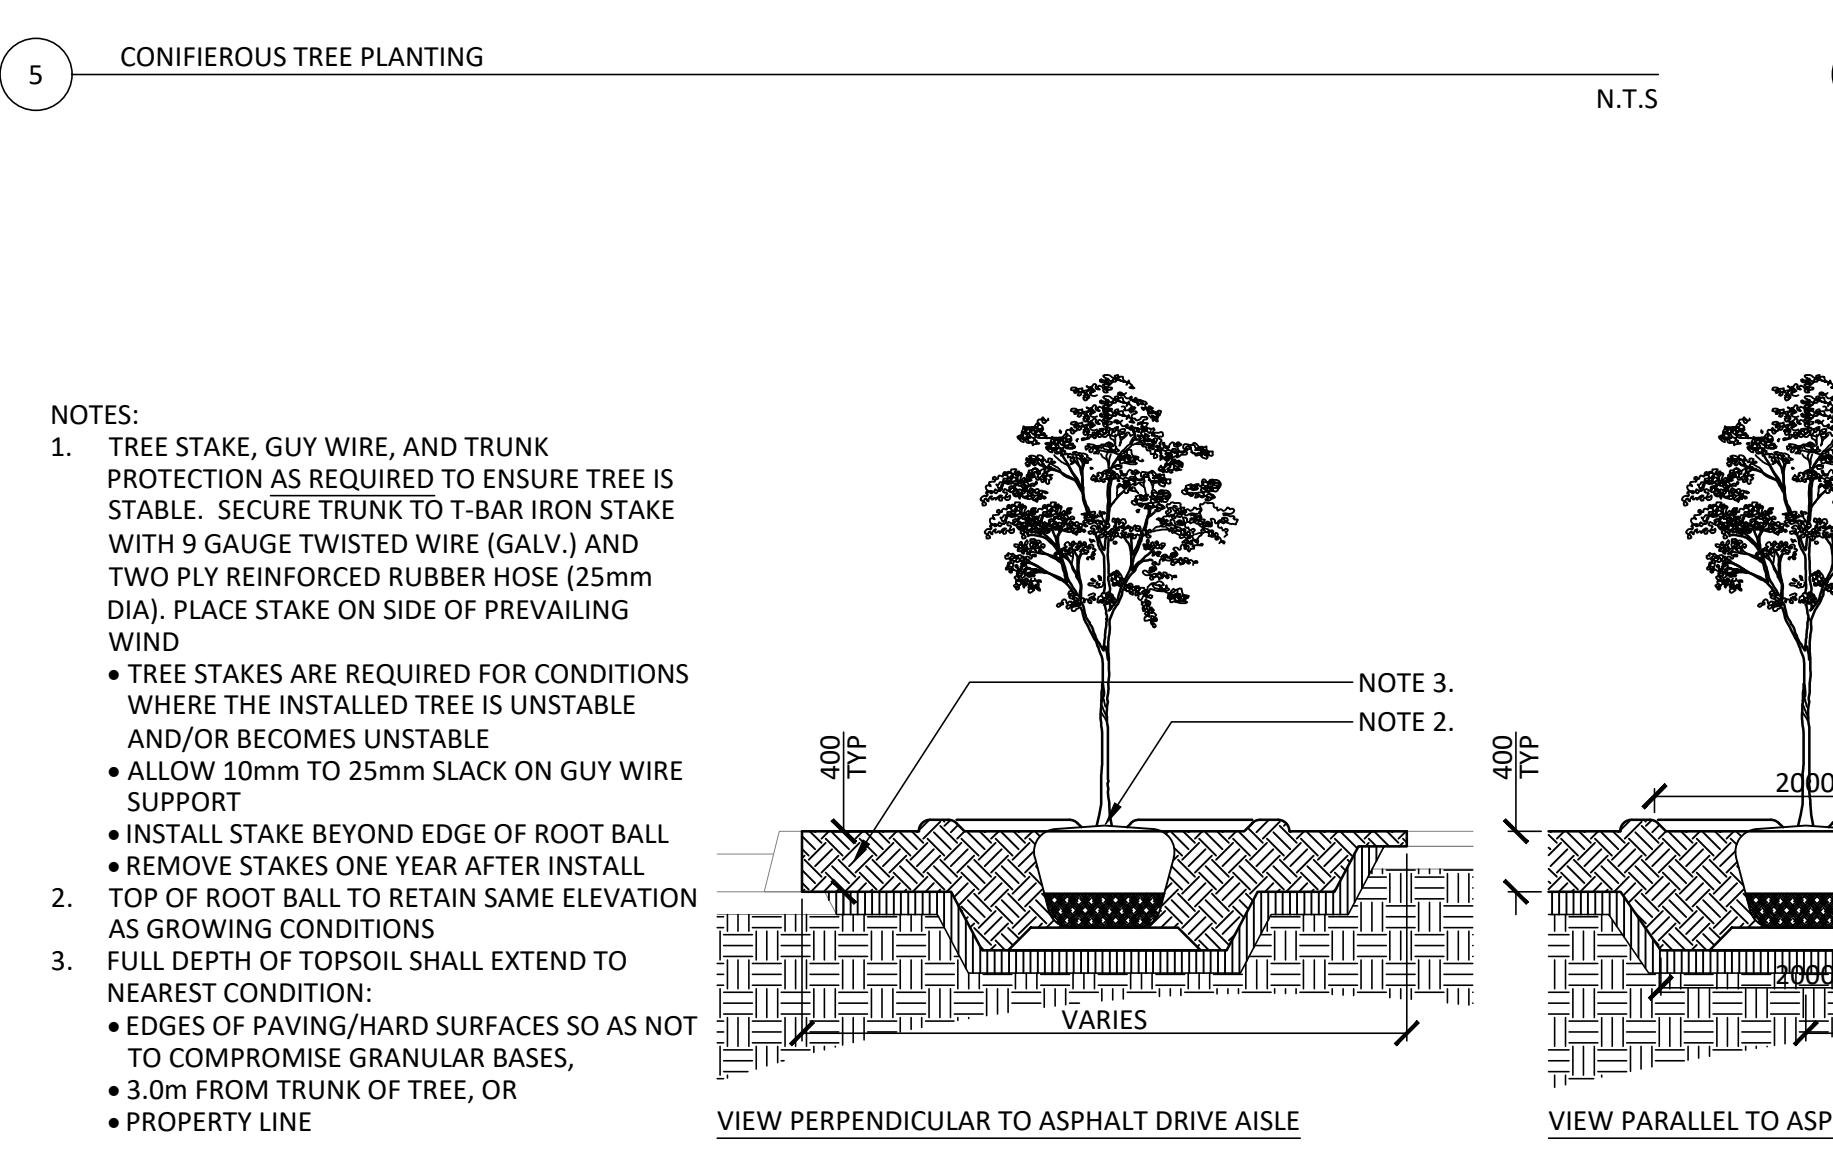 5
CONIFIEROUS TREE PLANTING
N.T.S
NOTES:
1. TREE STAKE, GUY WIRE, AND TRUNK
PROTECTION AS REQUIRED TO ENSURE TREE IS
STABLE. SECURE TRUNK TO T-BAR IRON STAKE
WITH 9 GAUGE TWISTED WIRE (GALV.) AND
TWO PLY REINFORCED RUBBER HOSE (25mm
DIA). PLACE STAKE ON SIDE OF PREVAILING
WIND
• TREE STAKES ARE REQUIRED FOR CONDITIONS
WHERE THE INSTALLED TREE IS UNSTABLE
AND/OR BECOMES UNSTABLE
• ALLOW 10mm TO 25mm SLACK ON GUY WIRE
SUPPORT
• INSTALL STAKE BEYOND EDGE OF ROOT BALL
• REMOVE STAKES ONE YEAR AFTER INSTALL
2. TOP OF ROOT BALL TO RETAIN SAME ELEVATION
AS GROWING CONDITIONS
3. FULL DEPTH OF TOPSOIL SHALL EXTEND TO
NEAREST CONDITION:
• EDGES OF PAVING/HARD SURFACES SO AS NOT
TO COMPROMISE GRANULAR BASES,
• 3.0m FROM TRUNK OF TREE, OR
• PROPERTY LINE
NOTE 3.
NOTE 2.
400
TYP
VARIES
VIEW PERPENDICULAR TO ASPHALT DRIVE AISLE
400
TYP
2000
2000
VIEW PARALLEL TO ASP